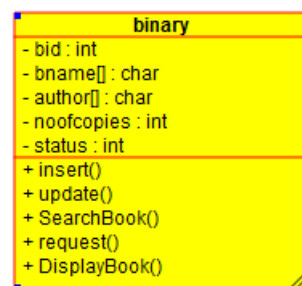 binary
- bid : int
- bname[] : char
- author[] : char
- noofcopies : int
- status : int
+ insert()
+ update()
+ SearchBook()
+ request()
+ DisplayBook()